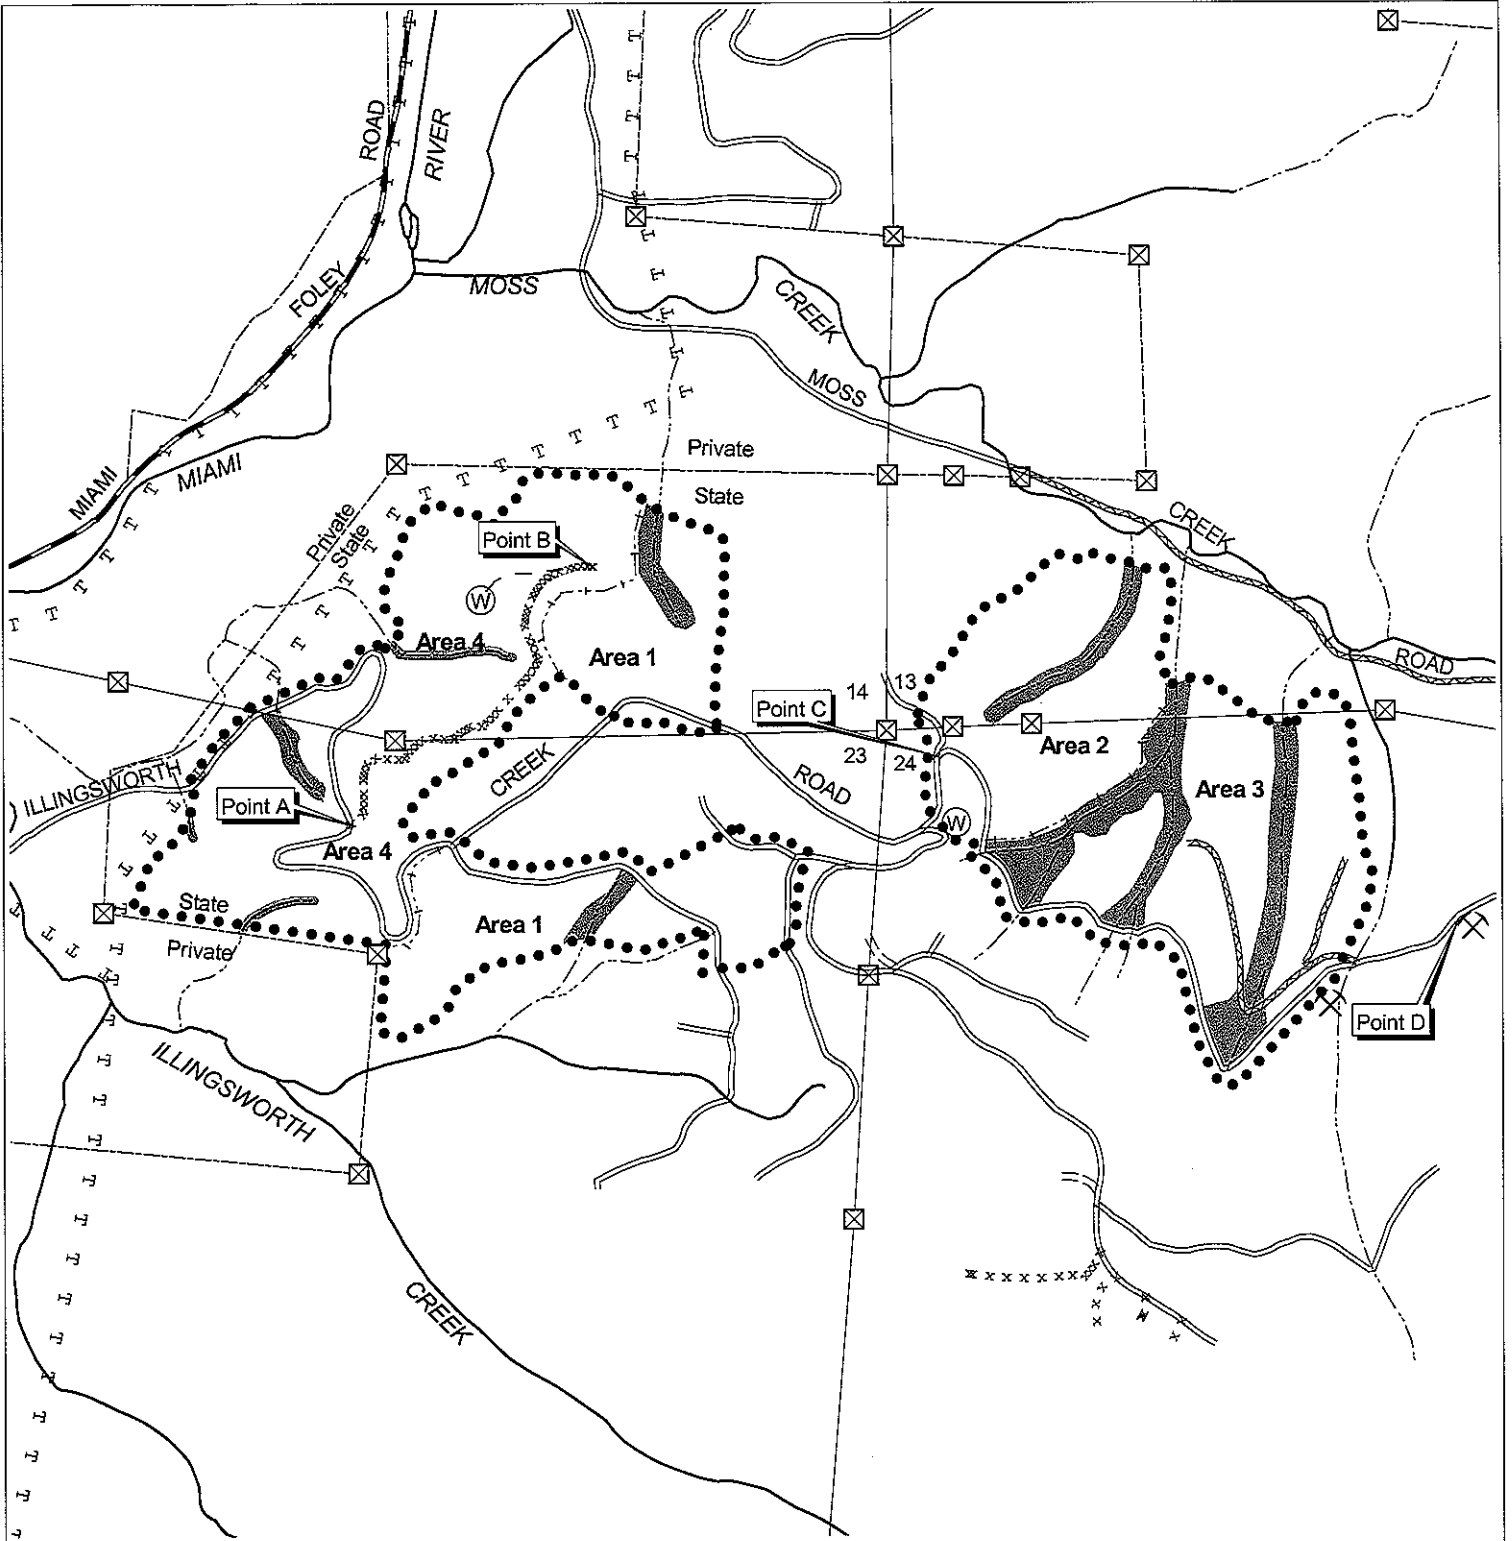 ROAD
RIVER
FOLEY
MOSS
CREEK
MOSS
MIAMI
MIAMI
Private
State
Private
State
Point B
CREEK
W
Area 4
Area 1
ROAD
14
13
Point C
23
24
Area 2
ILLINGSWORTH
CREEK
ROAD
Area 3
Point A
W
Area 4
State
Private
Area 1
Point D
ILLINGSWORTH
CREEK